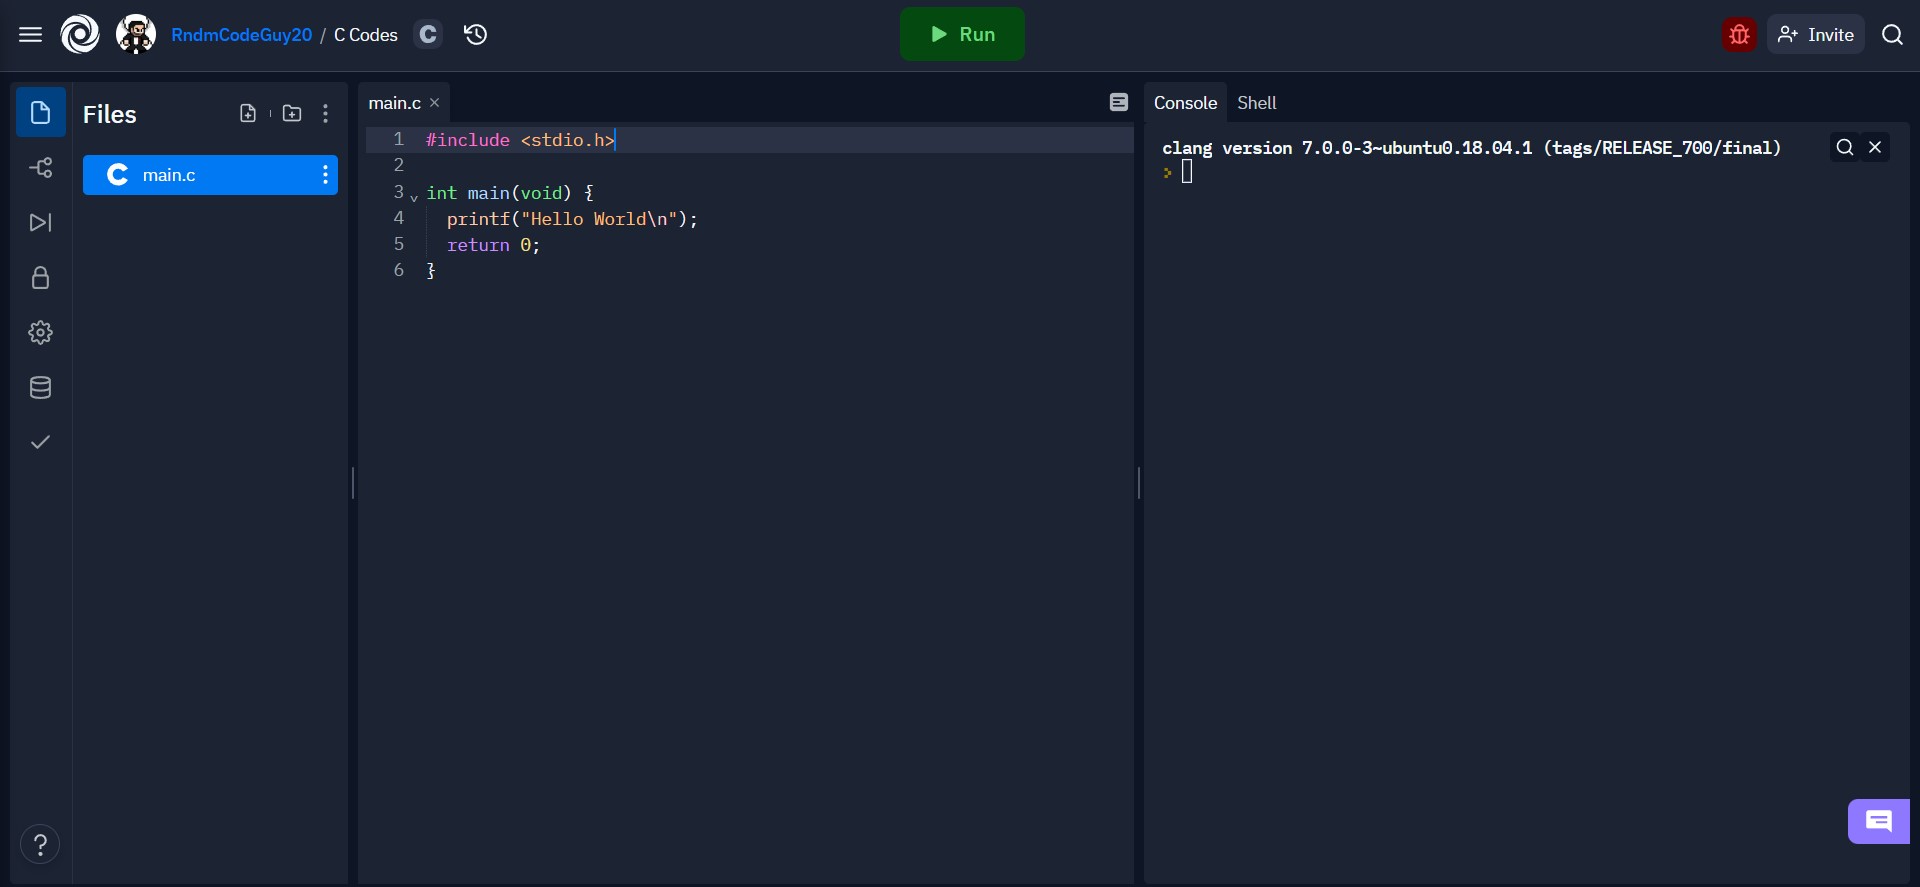 RndmCodeGuy20 / C Codes C
Run
Invite
Files
main.c
main.c
1 #include <stdio.h>
2
3 int main(void) {
4 printf("Hello World\n");
5 return 0;
6 }
Console Shell
clang version 7.0.0-3~ubuntu0.18.04.1 (tags/RELEASE_700/final)
?